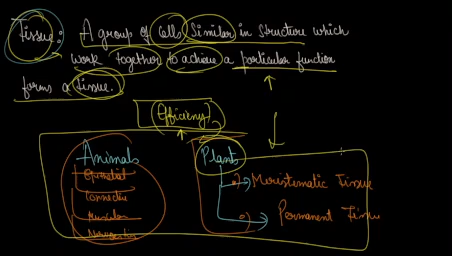 Tissue: A group of cells Similar in Structure which
work together to achieve a particular function
forms a tissue.
Efficiency
Animals
Epithelial
Connective
Muscular
Nervous
Plants
Meristematic Tissue
Permanent Tissue